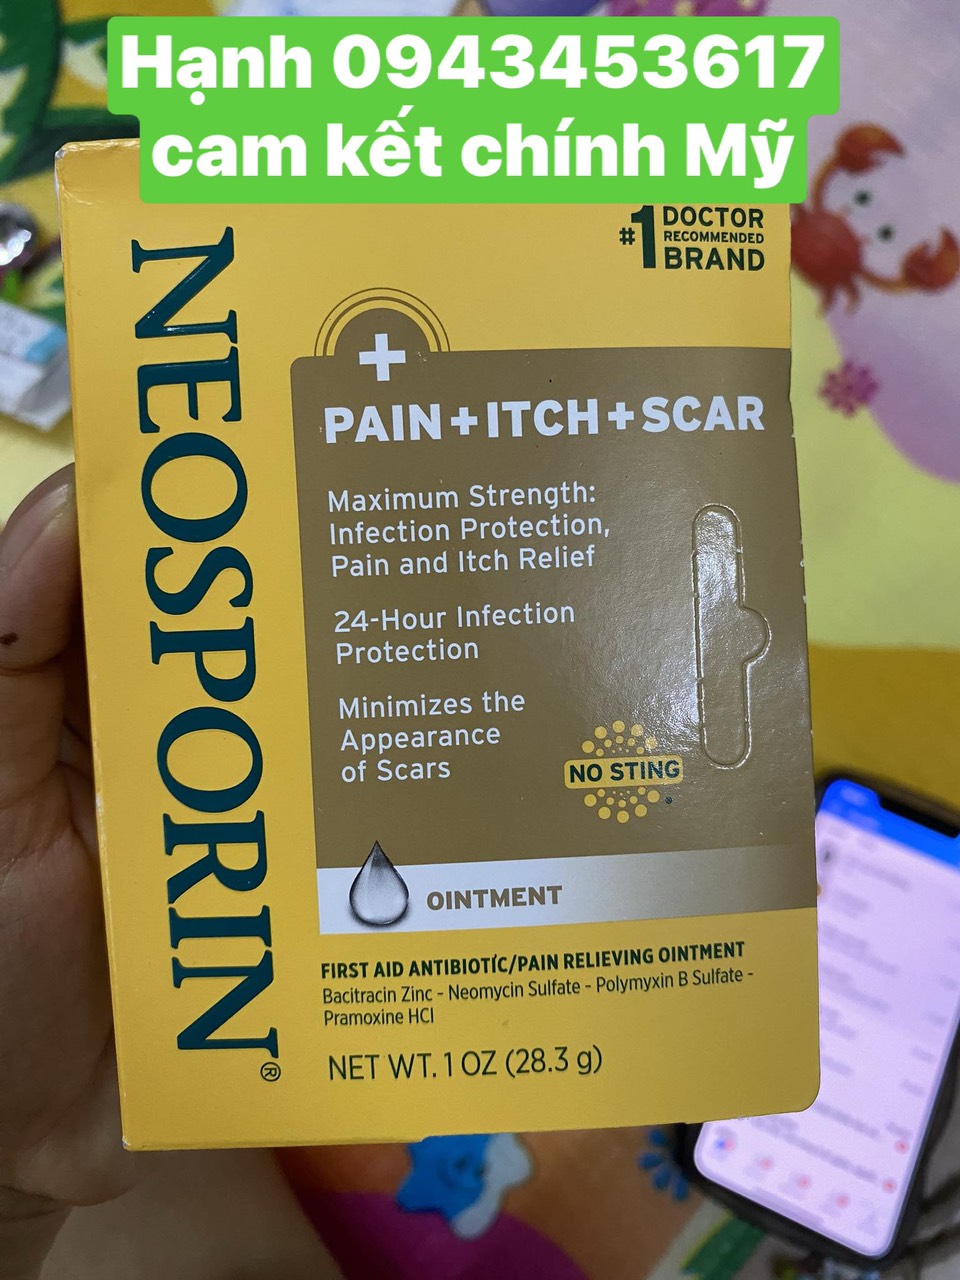 Hạnh 0943453617
cam kết chính Mỹ
#1 DOCTOR
RECOMMENDED
BRAND
NEOSPORIN®
PAIN+ITCH+SCAR
Maximum Strength:
Infection Protection,
Pain and Itch Relief
24-Hour Infection
Protection
Minimizes the
Appearance
of Scars
NO STING
OINTMENT
FIRST AID ANTIBIOTIC/PAIN RELIEVING OINTMENT
Bacitracin Zinc - Neomycin Sulfate - Polymyxin B Sulfate -
Pramoxine HCl
NET WT. 1 OZ (28.3 g)